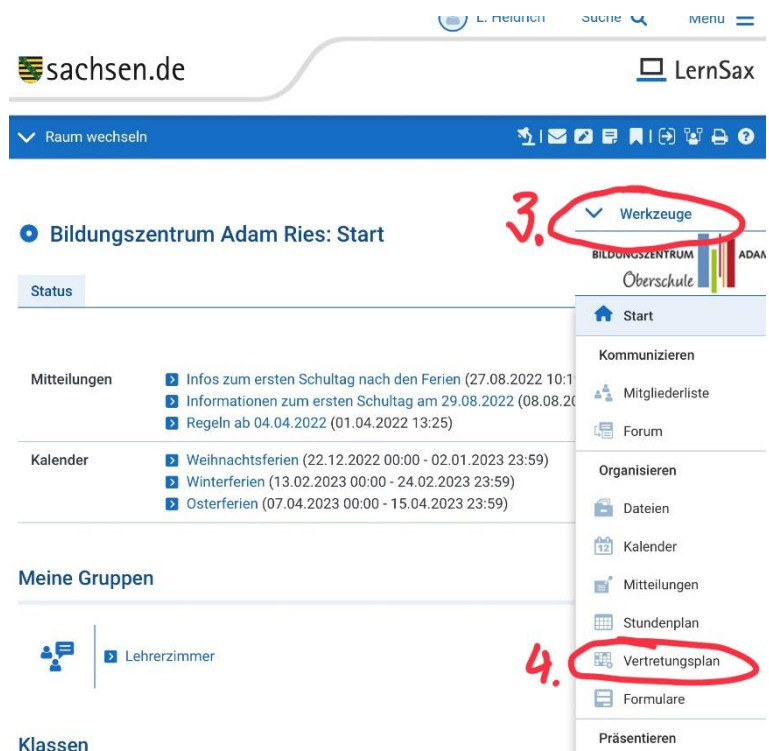 L. Heidrich Suche Menü
sachsen.de
LernSax
Raum wechseln
3.
Werkzeuge
Bildungszentrum Adam Ries: Start
BILDUNGSZENTRUM ADAM
Oberschule
Status
Start
Kommunizieren
Mitteilungen
Infos zum ersten Schultag nach den Ferien (27.08.2022 10:1
Informationen zum ersten Schultag am 29.08.2022 (08.08.20
Regeln ab 04.04.2022 (01.04.2022 13:25)
Mitgliederliste
Forum
Kalender
Weihnachtsferien (22.12.2022 00:00 - 02.01.2023 23:59)
Winterferien (13.02.2023 00:00 - 24.02.2023 23:59)
Osterferien (07.04.2023 00:00 - 15.04.2023 23:59)
Organisieren
Dateien
12
Kalender
Meine Gruppen
Mitteilungen
Stundenplan
Lehrerzimmer
4.
Vertretungsplan
Formulare
Klassen
Präsentieren